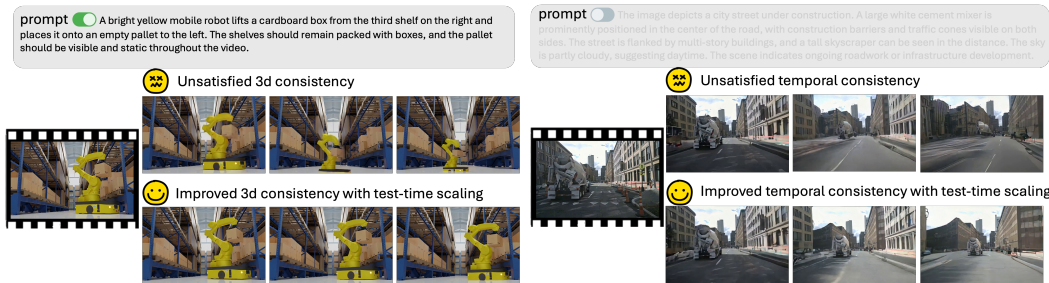 prompt A bright yellow mobile robot lifts a cardboard box from the third shelf on the right and
places it onto an empty pallet to the left. The shelves should remain packed with boxes, and the pallet
should be visible and static throughout the video.
Unsatisfied 3d consistency
Improved 3d consistency with test-time scaling
prompt The image depicts a city street under construction. A large white cement mixer is
prominently positioned in the center of the road, with construction barriers and traffic cones visible on both
sides. The street is flanked by multi-story buildings, and a tall skyscraper can be seen in the distance. The sky
is partly cloudy, suggesting daytime. The scene indicates ongoing roadwork or infrastructure development.
Unsatisfied temporal consistency
Improved temporal consistency with test-time scaling